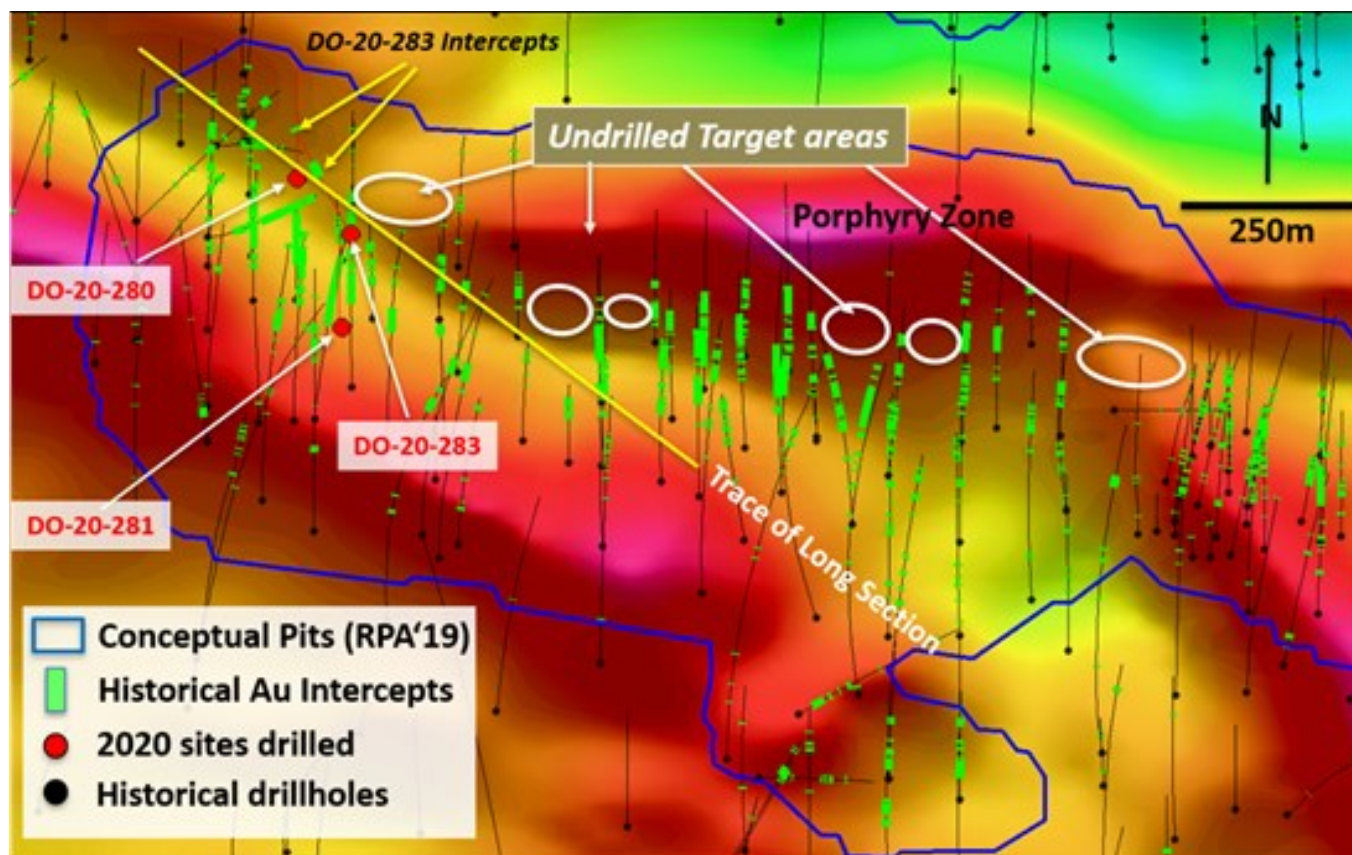 DO-20-283 Intercepts
Undrilled Target areas
N
250m
Porphyry Zone
DO-20-280
DO-20-283
DO-20-281
Trace of Long Section
Conceptual Pits (RPA‘19)
Historical Au Intercepts
2020 sites drilled
Historical drillholes